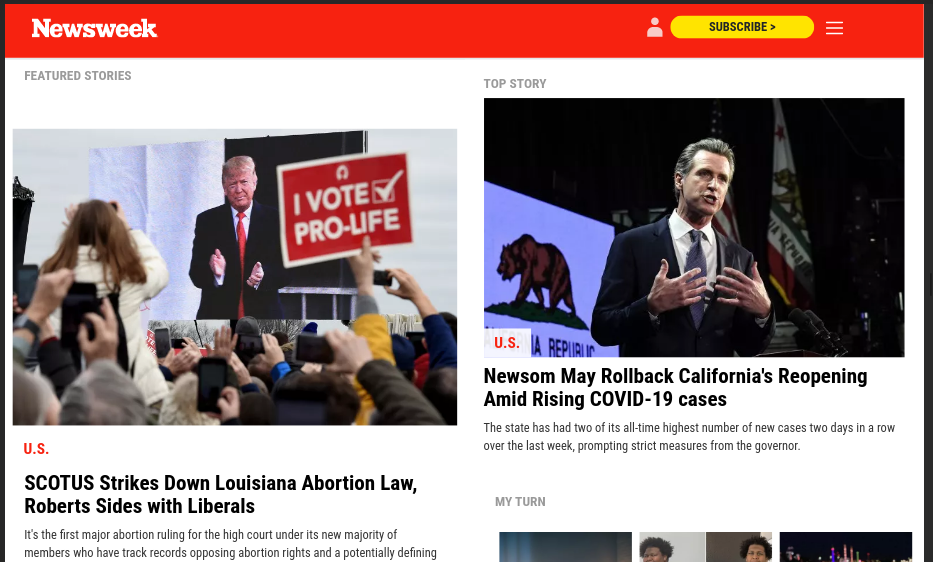 Newsweek
SUBSCRIBE >
FEATURED STORIES
I VOTE
PRO-LIFE
U.S.
SCOTUS Strikes Down Louisiana Abortion Law,
Roberts Sides with Liberals
It's the first major abortion ruling for the high court under its new majority of
members who have track records opposing abortion rights and a potentially defining
TOP STORY
REPUBLIC
U.S.
Newsom May Rollback California's Reopening
Amid Rising COVID-19 cases
The state has had two of its all-time highest number of new cases two days in a row
over the last week, prompting strict measures from the governor.
MY TURN